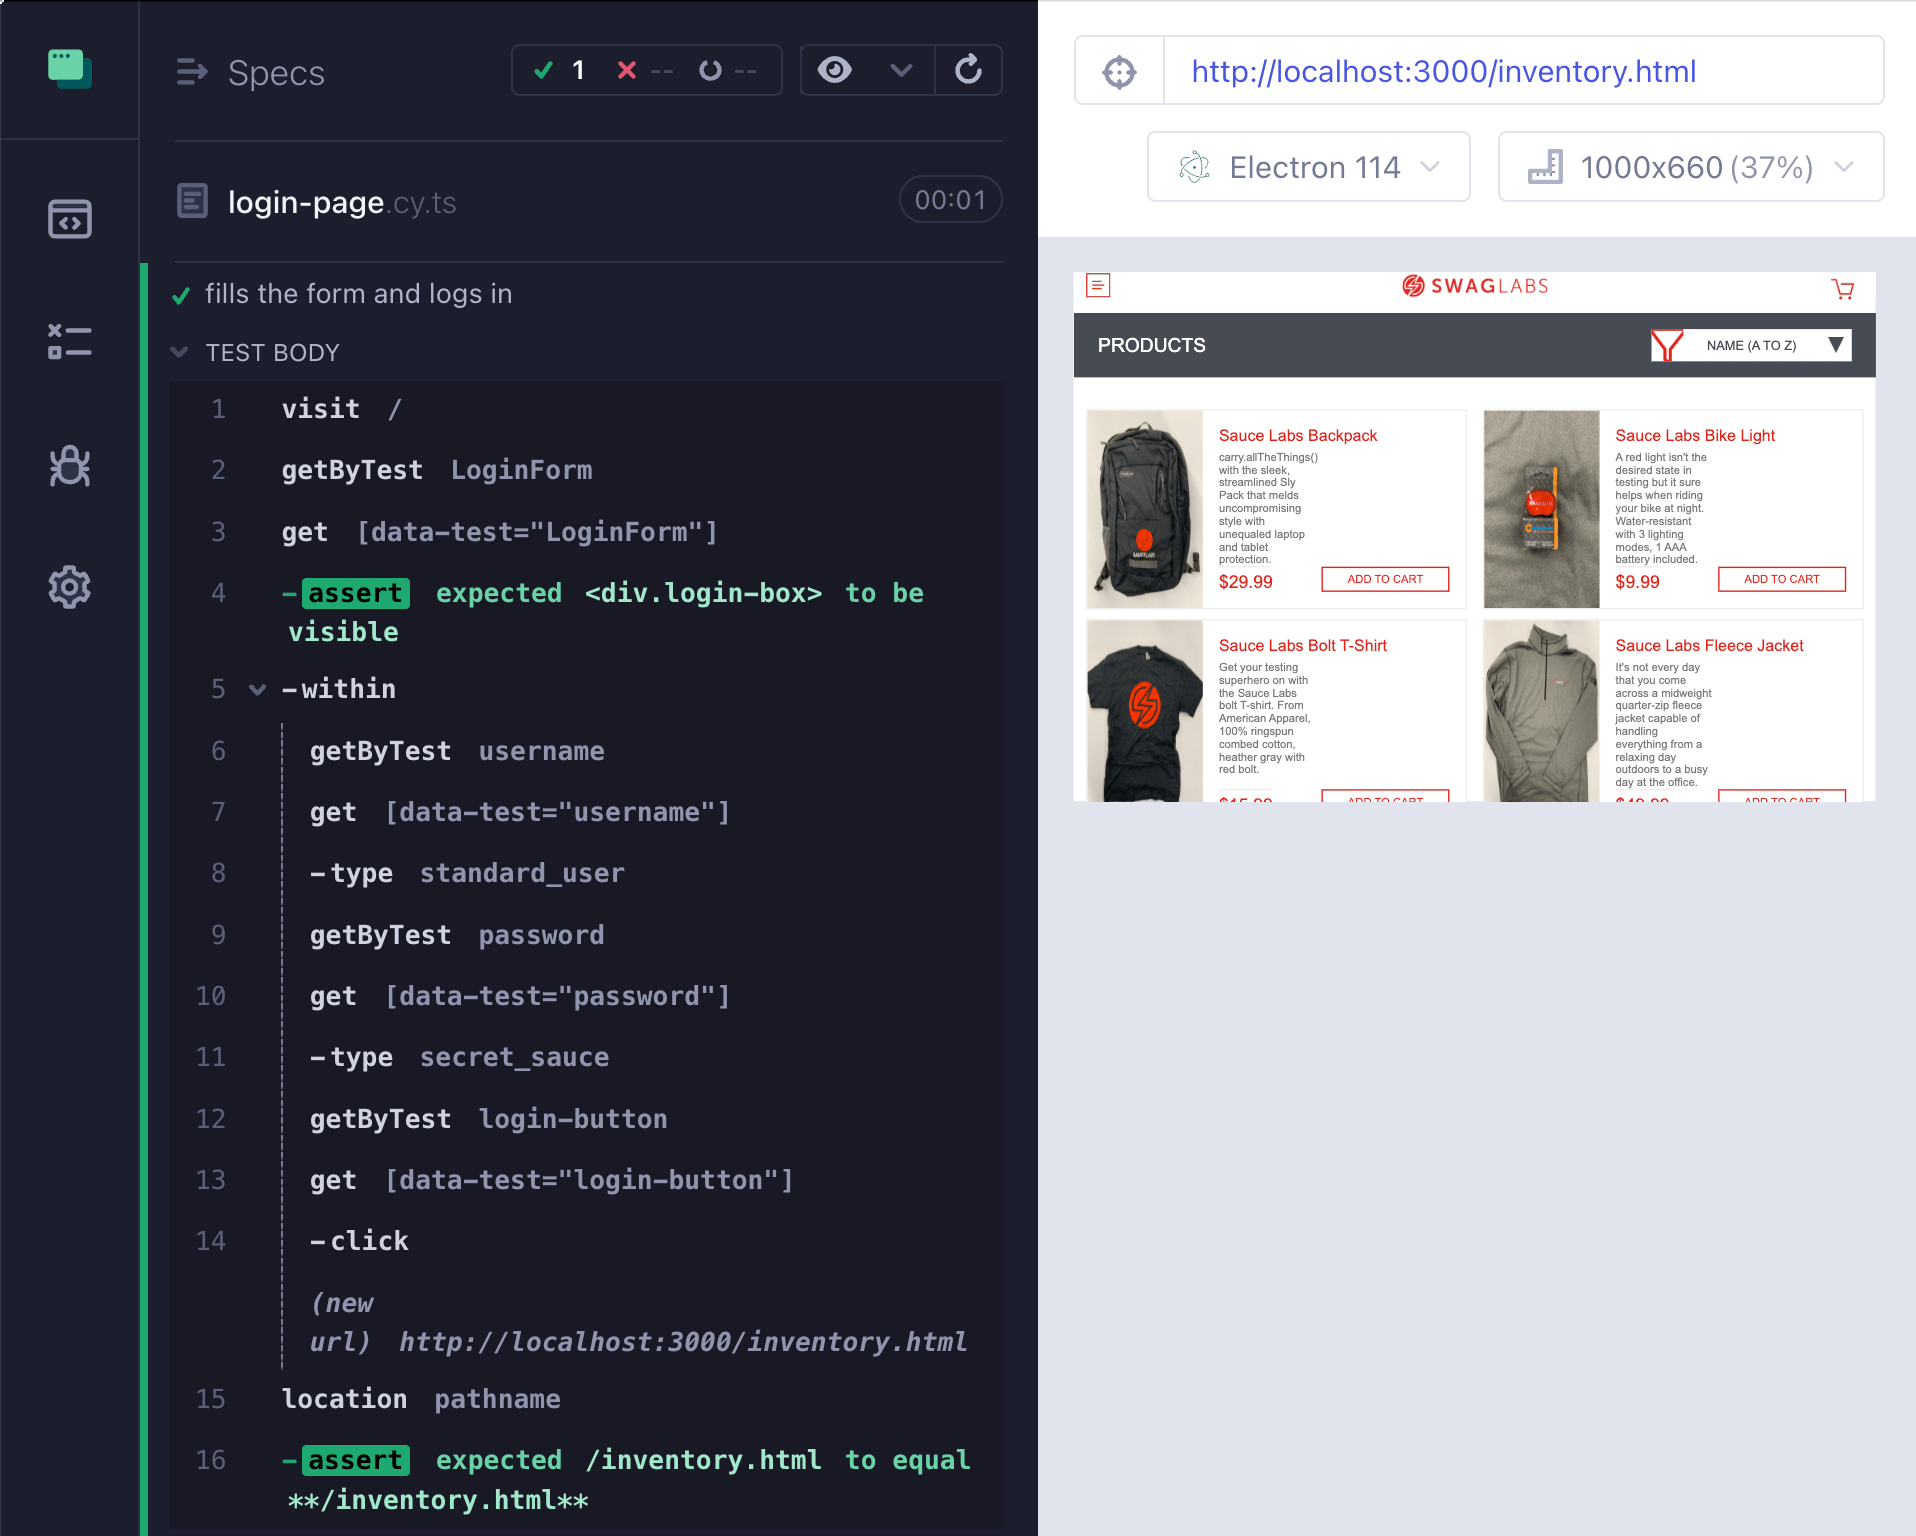 Specs
1 -- --
login-page.cy.ts
00:01
fills the form and logs in
TEST BODY
1 visit /
2 getByTest LoginForm
3 get [data-test="LoginForm"]
4 -assert expected <div.login-box> to be
visible
5 -within
6 getByTest username
7 get [data-test="username"]
8 -type standard_user
9 getByTest password
10 get [data-test="password"]
11 -type secret_sauce
12 getByTest login-button
13 get [data-test="login-button"]
14 -click
(new
url) http://localhost:3000/inventory.html
15 location pathname
16 -assert expected /inventory.html to equal
**/inventory.html**
http://localhost:3000/inventory.html
Electron 114
1000x660 (37%)
SWAGLABS
PRODUCTS
NAME (A TO Z)
Sauce Labs Backpack
carry.allTheThings()
with the sleek,
streamlined Sly
Pack that melds
uncompromising
style with
unequaled laptop
and tablet
protection.
$29.99
ADD TO CART
Sauce Labs Bike Light
A red light isn't the
desired state in
testing but it sure
helps when riding
your bike at night.
Water-resistant
with 3 lighting
modes, 1 AAA
battery included.
$9.99
ADD TO CART
Sauce Labs Bolt T-Shirt
Get your testing
superhero on with
the Sauce Labs
bolt T-shirt. From
American Apparel,
100% ringspun
combed cotton,
heather gray with
red bolt.
$15.99
ADD TO CART
Sauce Labs Fleece Jacket
It's not every day
that you come
across a midweight
quarter-zip fleece
jacket capable of
handling
everything from a
relaxing day
outdoors to a busy
day at the office.
$49.99
ADD TO CART